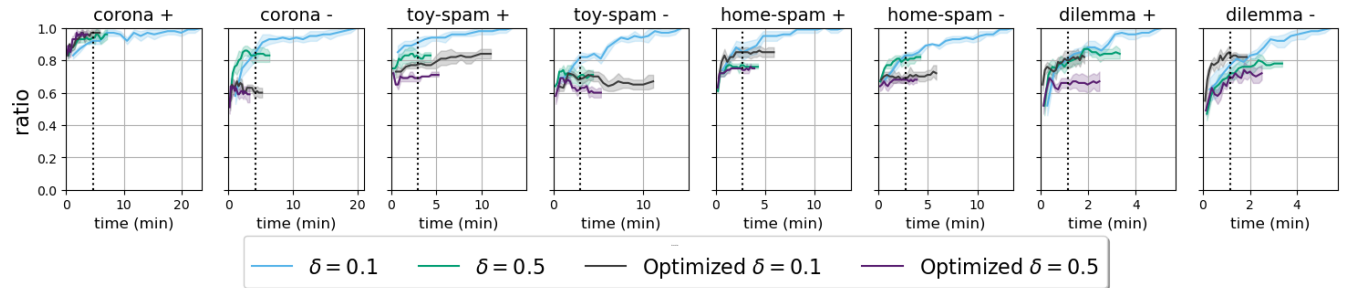 corona + corona - toy-spam + toy-spam - home-spam + home-spam - dilemma + dilemma -
ratio
1.0
0.8
0.6
0.4
0.2
0.0
0 10 20 0 10 20 0 5 10 0 5 10 0 5 10 0 5 10 0 2 4 0 2 4
time (min) time (min) time (min) time (min) time (min) time (min) time (min) time (min)
δ = 0.1 δ = 0.5 Optimized δ = 0.1 Optimized δ = 0.5